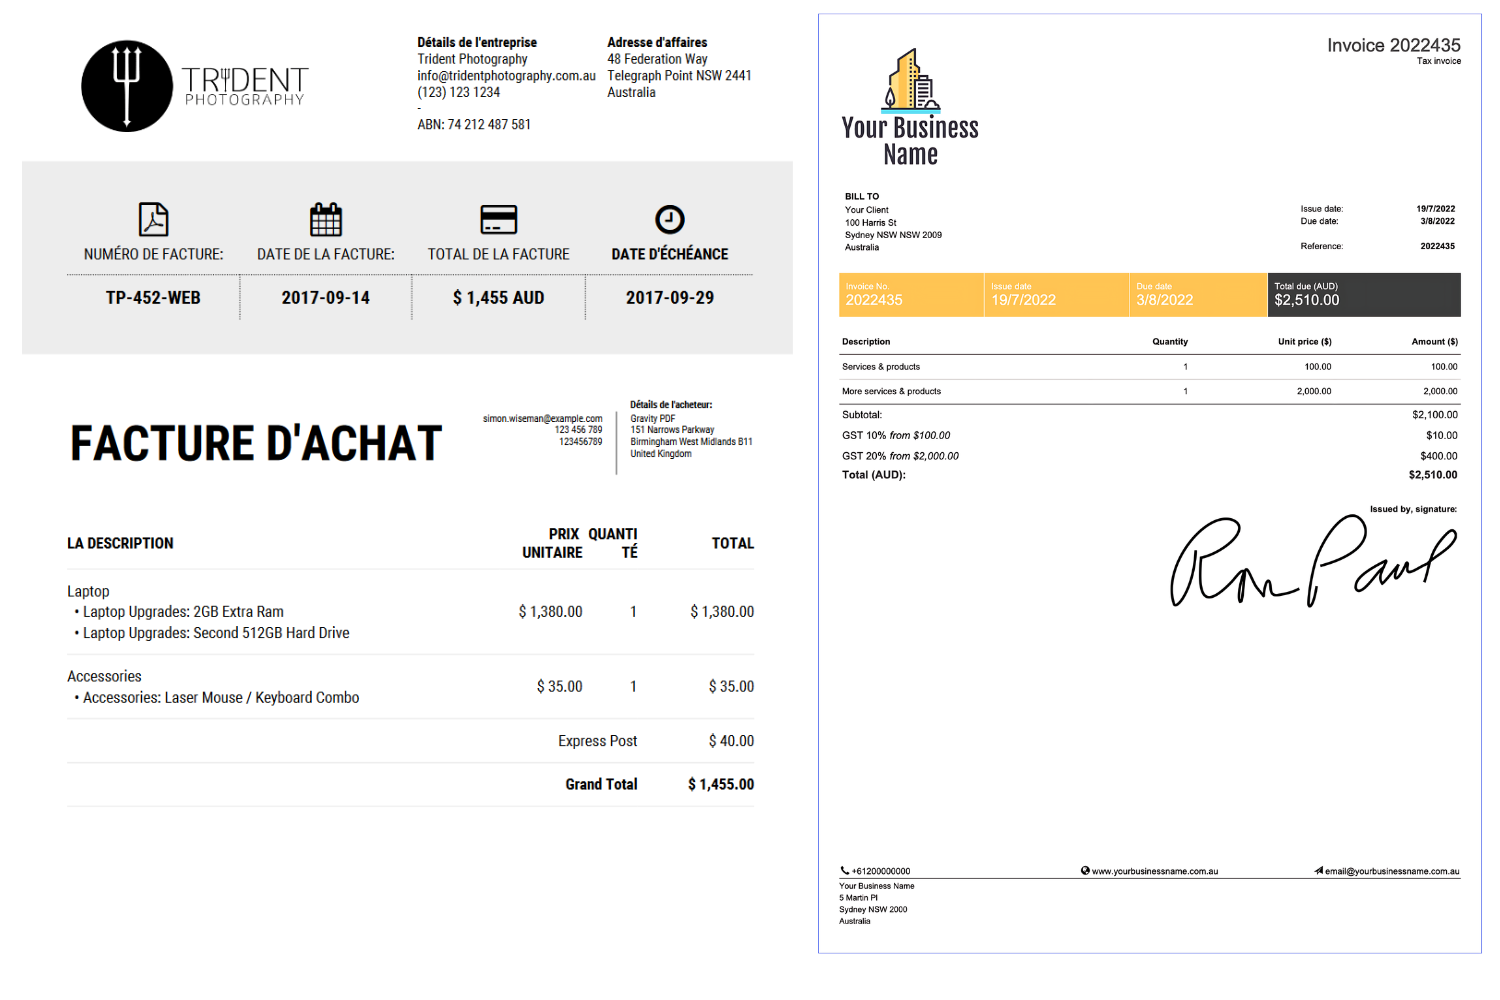 TRIDENT
PHOTOGRAPHY
Détails de l'entreprise
Trident Photography
info@tridentphotography.com.au
(123) 123 1234
-
ABN: 74 212 487 581
Adresse d'affaires
48 Federation Way
Telegraph Point NSW 2441
Australia
NUMÉRO DE FACTURE: DATE DE LA FACTURE: TOTAL DE LA FACTURE DATE D'ÉCHÉANCE
TP-452-WEB 2017-09-14 $ 1,455 AUD 2017-09-29
FACTURE D'ACHAT
simon.wiseman@example.com
123 456 789
123456789
Détails de l'acheteur:
Gravity PDF
151 Narrows Parkway
Birmingham West Midlands B11
United Kingdom
LA DESCRIPTION PRIX UNITAIRE QUANTI TÉ TOTAL
Laptop
• Laptop Upgrades: 2GB Extra Ram $ 1,380.00 1 $ 1,380.00
• Laptop Upgrades: Second 512GB Hard Drive
Accessories
$ 35.00 1 $ 35.00
• Accessories: Laser Mouse / Keyboard Combo
Express Post $ 40.00
Grand Total $ 1,455.00
Invoice 2022435
Tax invoice
Your Business
Name
BILL TO
Your Client
100 Harris St
Sydney NSW NSW 2009
Australia
Issue date: 19/7/2022
Due date: 3/8/2022
Reference: 2022435
Invoice No. Issue date Due date Total due (AUD)
2022435 19/7/2022 3/8/2022 $2,510.00
Description Quantity Unit price ($) Amount ($)
Services & products 1 100.00 100.00
More services & products 1 2,000.00 2,000.00
Subtotal: $2,100.00
GST 10% from $100.00 $10.00
GST 20% from $2,000.00 $400.00
Total (AUD): $2,510.00
Issued by, signature:
Ron Paul
+61200000000 www.yourbusinessname.com.au email@yourbusinessname.com.au
Your Business Name
5 Martin Pl
Sydney NSW 2000
Australia